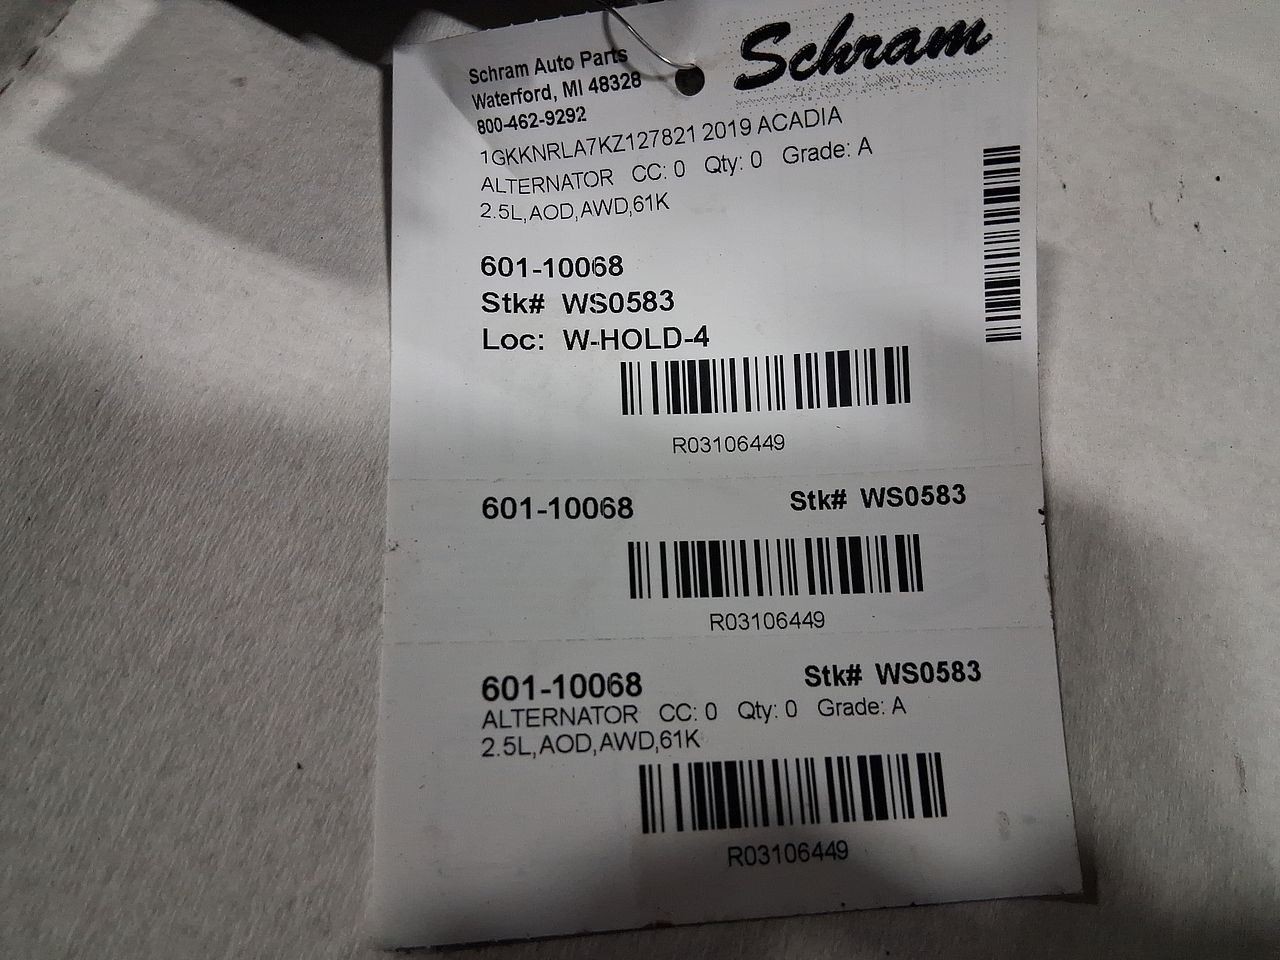 Schram
Schram Auto Parts
Waterford, MI 48328
800-462-9292
1GKKNRLA7KZ127821 2019 ACADIA
ALTERNATOR CC: 0 Qty: 0 Grade: A
2.5L,AOD,AWD,61K
601-10068
Stk# WS0583
Loc: W-HOLD-4
R03106449
601-10068 Stk# WS0583
R03106449
601-10068 Stk# WS0583
ALTERNATOR CC: 0 Qty: 0 Grade: A
2.5L,AOD,AWD,61K
R03106449